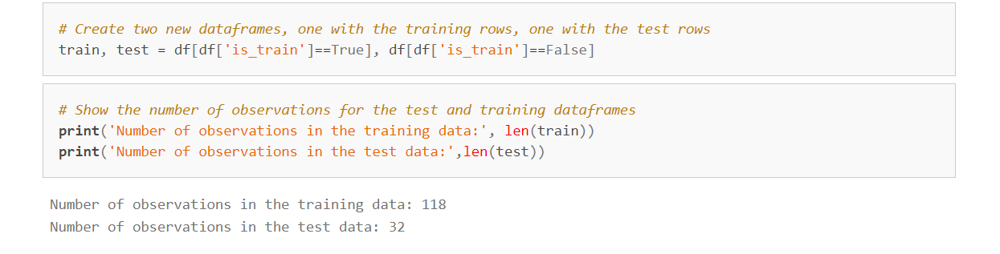 # Create two new dataframes, one with the training rows, one with the test rows
train, test = df[df['is_train']==True], df[df['is_train']==False]
# Show the number of observations for the test and training dataframes
print('Number of observations in the training data:', len(train))
print('Number of observations in the test data:',len(test))
Number of observations in the training data: 118
Number of observations in the test data: 32